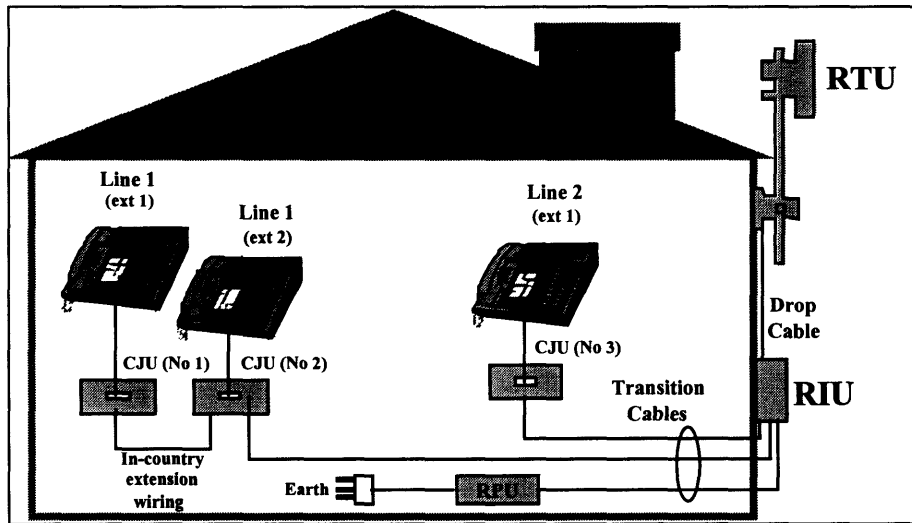 RTU
Line 1
(ext 1)
Line 1
(ext 2)
Line 2
(ext 1)
Drop
Cable
CJU (No 1)
CJU (No 2)
CJU (No 3)
Transition
Cables
RIU
In-country
extension
wiring
Earth
RPU